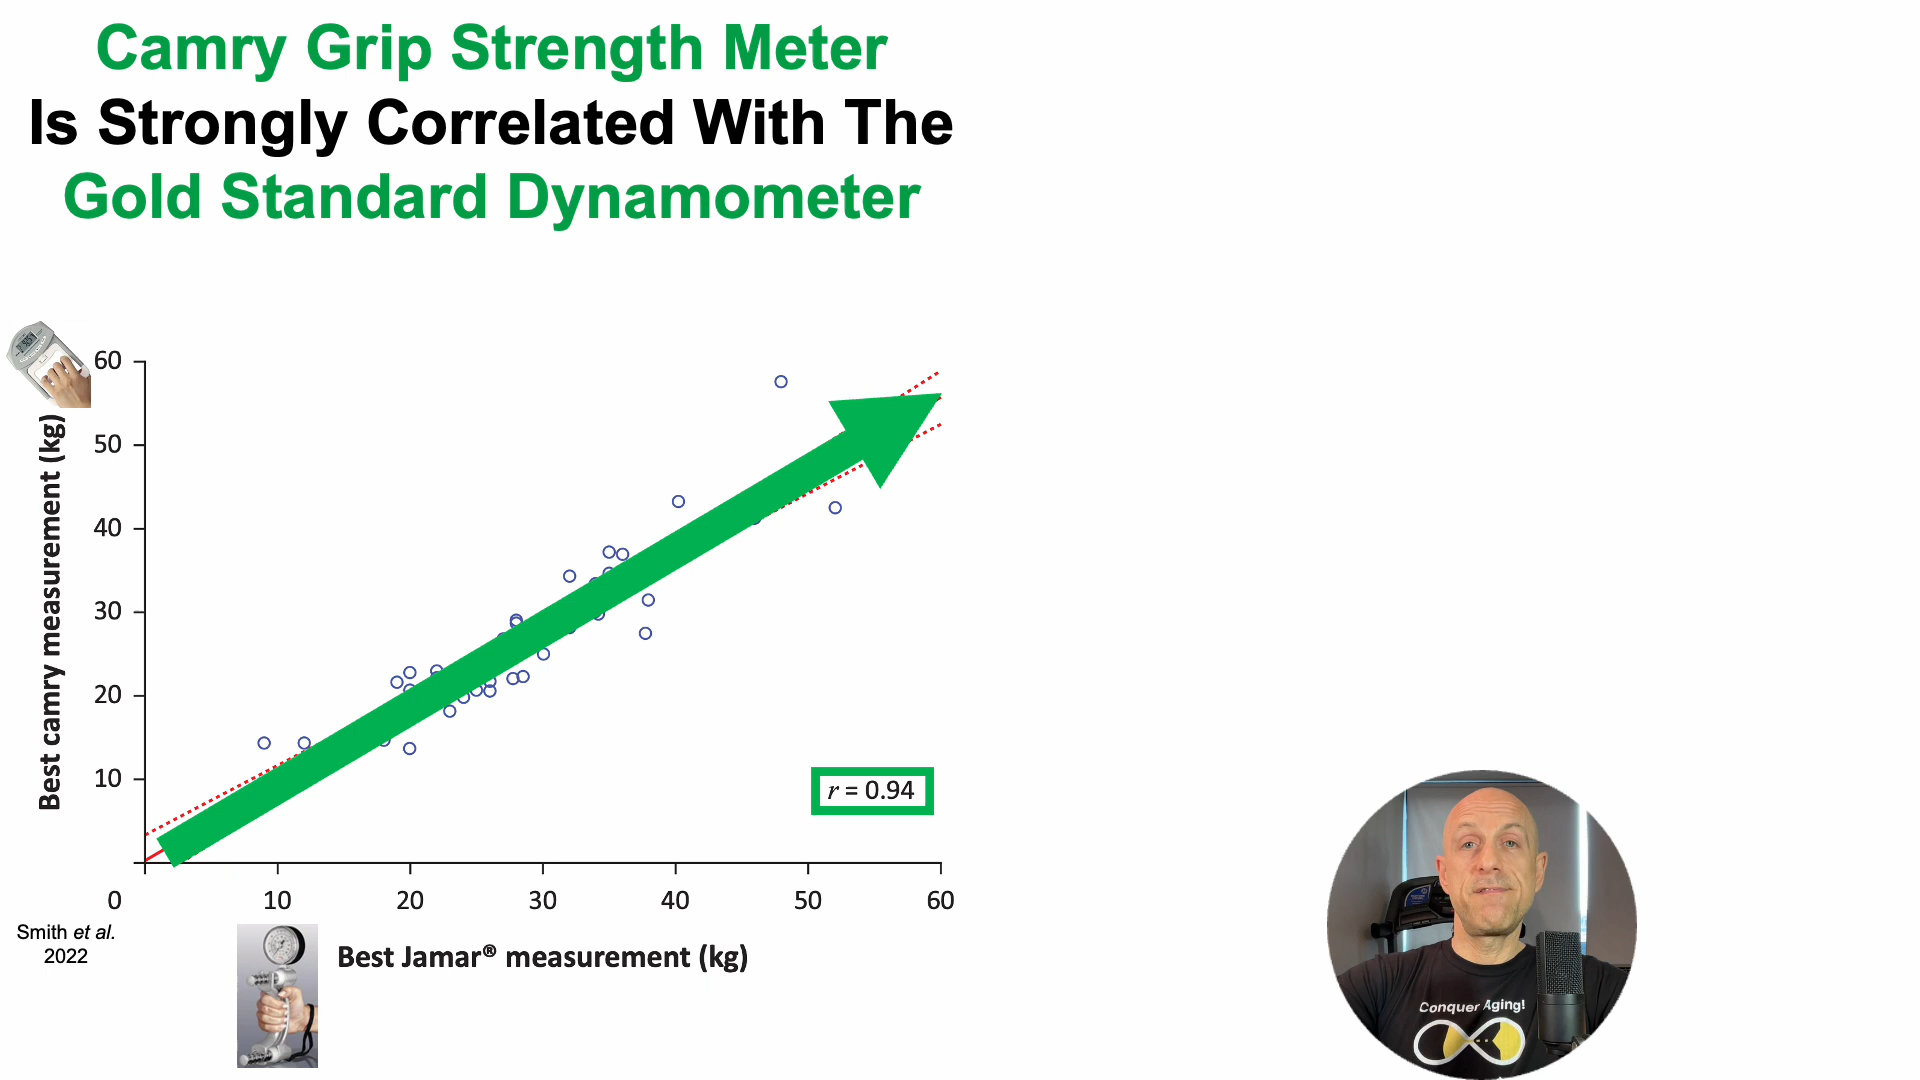 Camry Grip Strength Meter
Is Strongly Correlated With The
Gold Standard Dynamometer
Best camry measurement (kg)
60
50
40
30
20
10
r = 0.94
0 10 20 30 40 50 60
Smith et al.
2022
Best Jamar® measurement (kg)
Conquer Aging!